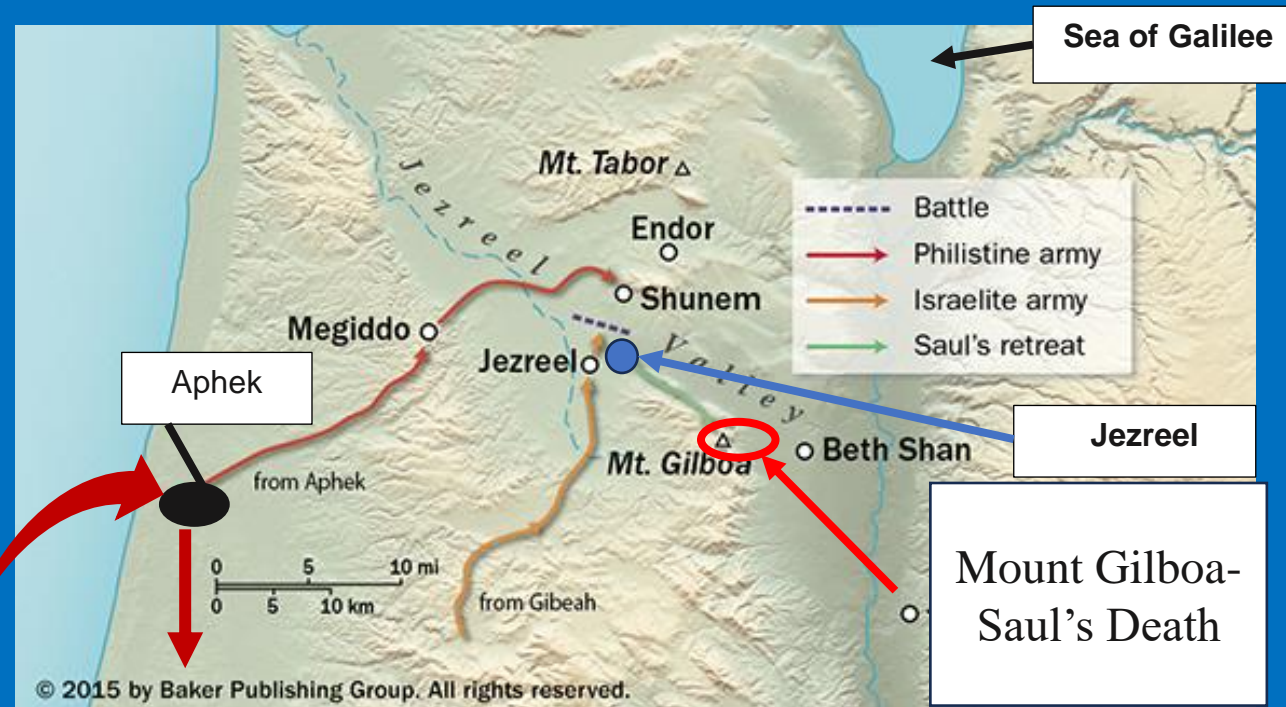 Sea of Galilee
Mt. Tabor
Jezreel
Valley
Battle
Philistine army
Israelite army
Saul's retreat
Endor
Shunem
Megiddo
Jezreel
Aphek
Jezreel
Mt. Gilboa
Beth Shan
from Aphek
0 5 10 mi
0 5 10 km
from Gibeah
Mount Gilboa-
Saul's Death
© 2015 by Baker Publishing Group. All rights reserved.